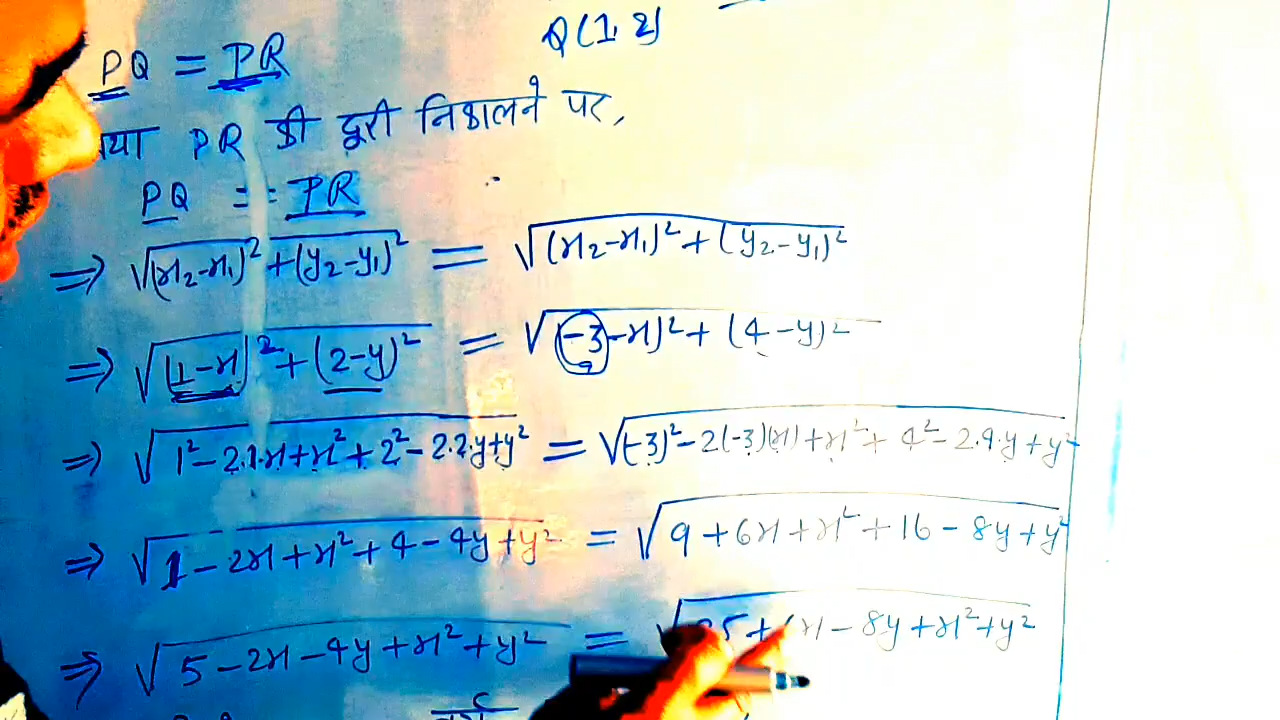 Q(1, 2)
PQ = PR
PR की दूरी निकालने पर,
PQ = PR
⇒ √(x₂-x₁)² + (y₂-y₁)² = √(x₂-x₁)² + (y₂-y₁)²
⇒ √(1-x)² + (2-y)² = √(-3-x)² + (4-y)²
⇒ √1² - 2.1.x + x² + 2² - 2.2.y + y² = √(-3)² - 2(-3)(x) + x² + 4² - 2.4.y + y²
⇒ √1 - 2x + x² + 4 - 4y + y² = √9 + 6x + x² + 16 - 8y + y²
⇒ √5 - 2x - 4y + x² + y² = √25 + 6x - 8y + x² + y²